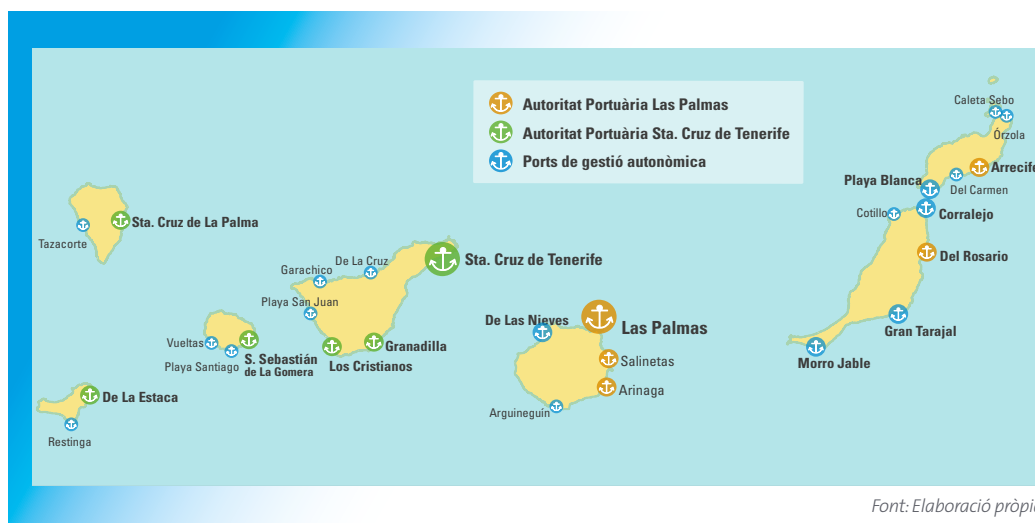 Autoritat Portuària Las Palmas
Autoritat Portuària Sta. Cruz de Tenerife
Ports de gestió autonòmica
Caleta Sebo
Órzola
Arrecife
Playa Blanca
Del Carmen
Cotillo
Corralejo
Del Rosario
Gran Tarajal
Morro Jable
Sta. Cruz de La Palma
Tazacorte
De La Cruz
Garachico
Sta. Cruz de Tenerife
Playa San Juan
Granadilla
Los Cristianos
Vueltas
Playa Santiago
S. Sebastián
de La Gomera
De La Estaca
Restinga
De Las Nieves
Las Palmas
Salinetas
Arinaga
Arguineguín
Font: Elaboració pròpia